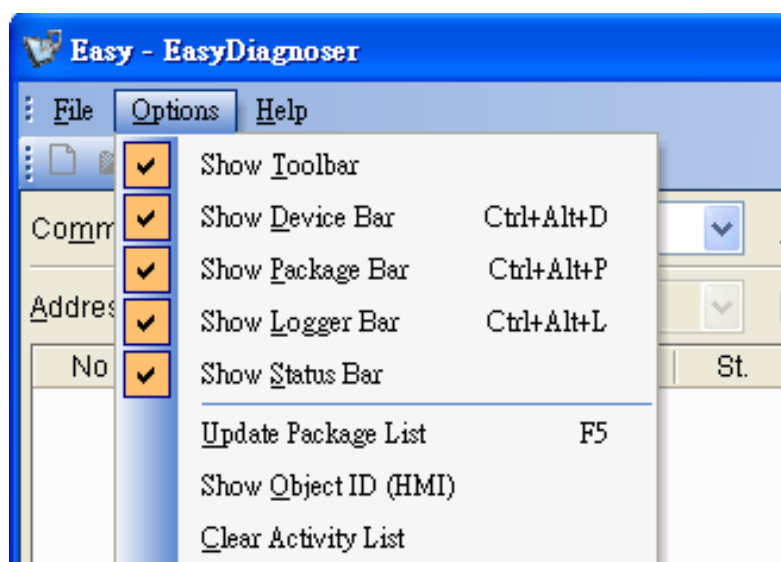 Easy - EasyDiagnoser
File Options Help
Show Toolbar
Comm
Show Device Bar Ctrl+Alt+D
Show Package Bar Ctrl+Alt+P
Addres
Show Logger Bar Ctrl+Alt+L
No
Show Status Bar
St.
Update Package List F5
Show Object ID (HMI)
Clear Activity List